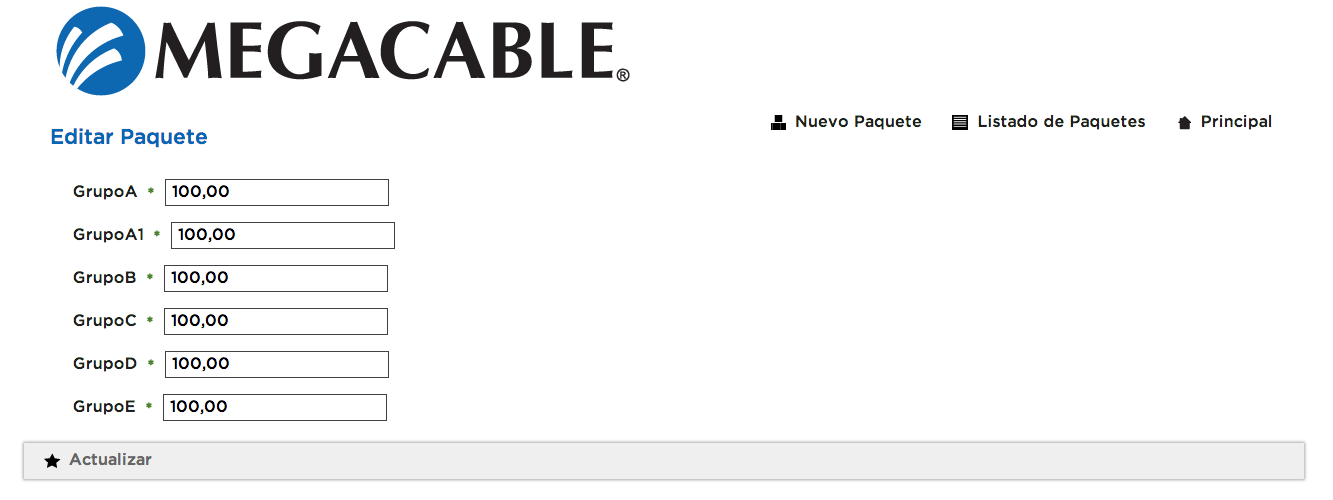 MEGACABLE®
Nuevo Paquete Listado de Paquetes Principal
Editar Paquete
GrupoA * 100,00
GrupoA1 * 100,00
GrupoB * 100,00
GrupoC * 100,00
GrupoD * 100,00
GrupoE * 100,00
Actualizar